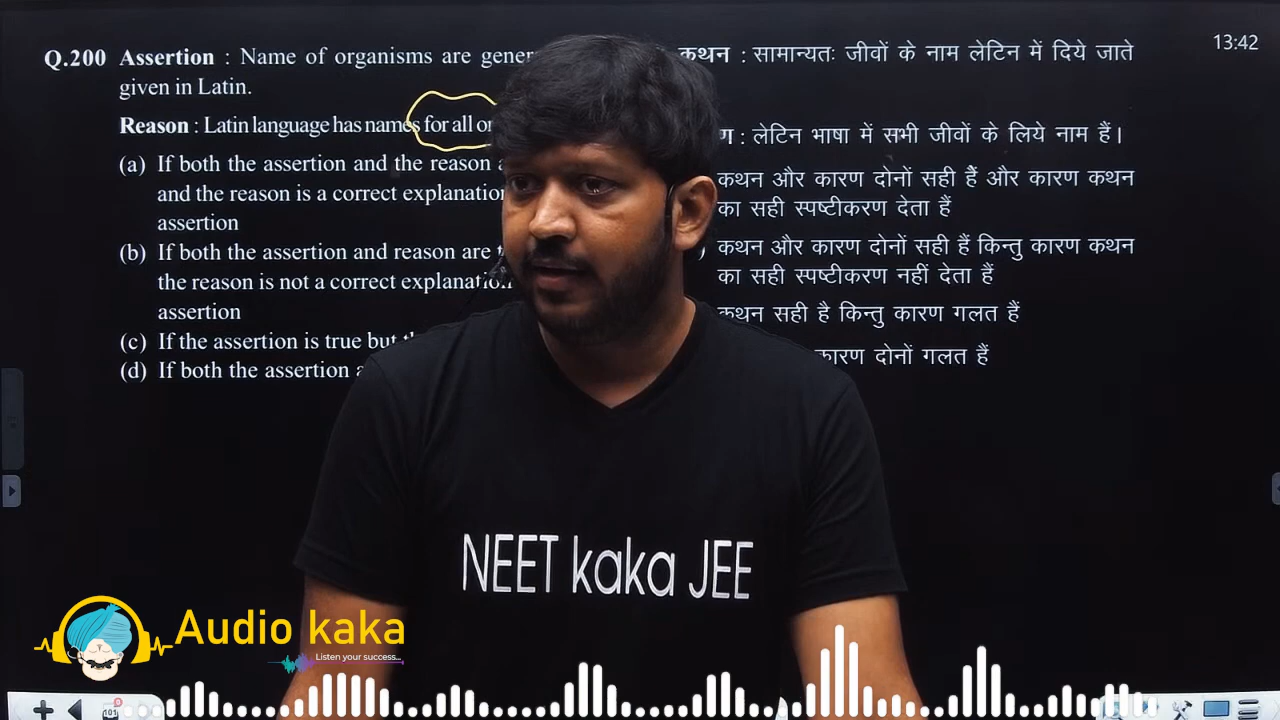 13:42
Q.200 Assertion : Name of organisms are gener
given in Latin.
Reason : Latin language has names for all or
(a) If both the assertion and the reason a
and the reason is a correct explanation
assertion
(b) If both the assertion and reason are t
the reason is not a correct explanation
assertion
(c) If the assertion is true but th
(d) If both the assertion a
कथन : सामान्यतः जीवों के नाम लेटिन में दिये जाते
ण : लेटिन भाषा में सभी जीवों के लिये नाम हैं।
कथन और कारण दोनों सही हैं और कारण कथन
का सही स्पष्टीकरण देता हैं
) कथन और कारण दोनों सही हैं किन्तु कारण कथन
का सही स्पष्टीकरण नहीं देता हैं
कथन सही है किन्तु कारण गलत हैं
कारण दोनों गलत हैं
NEET kaka JEE
Audio kaka
Listen your success...